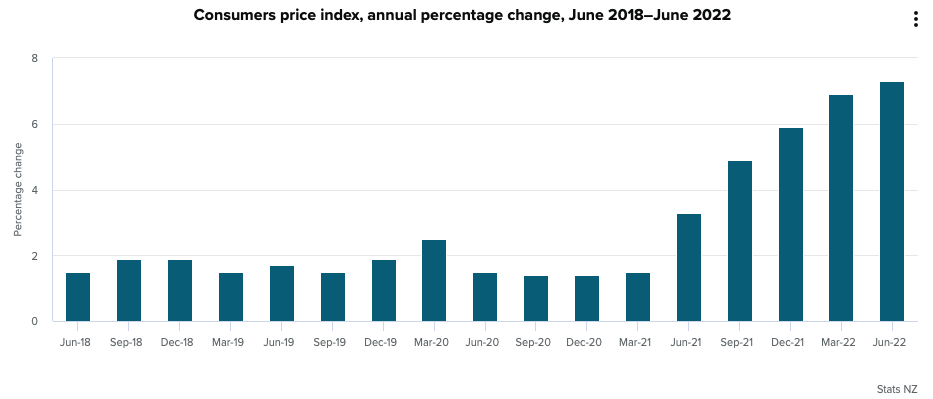 Consumers price index, annual percentage change, June 2018–June 2022
Percentage change
8
6
4
2
0
Jun-18 Sep-18 Dec-18 Mar-19 Jun-19 Sep-19 Dec-19 Mar-20 Jun-20 Sep-20 Dec-20 Mar-21 Jun-21 Sep-21 Dec-21 Mar-22 Jun-22
Stats NZ